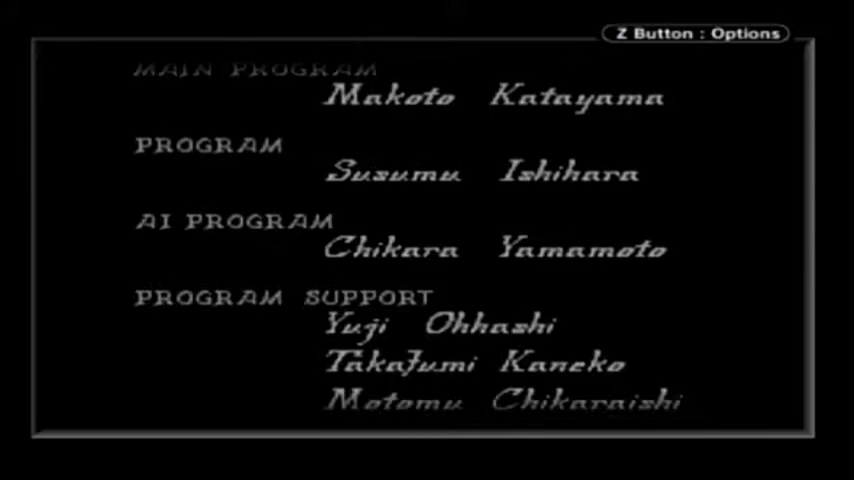 Z Button : Options
MAIN PROGRAM
Makoto Katayama
PROGRAM
Susumu Ishihara
AI PROGRAM
Chikara Yamamoto
PROGRAM SUPPORT
Yuji Ohhashi
Takafumi Kaneko
Motomu Chikaraishi